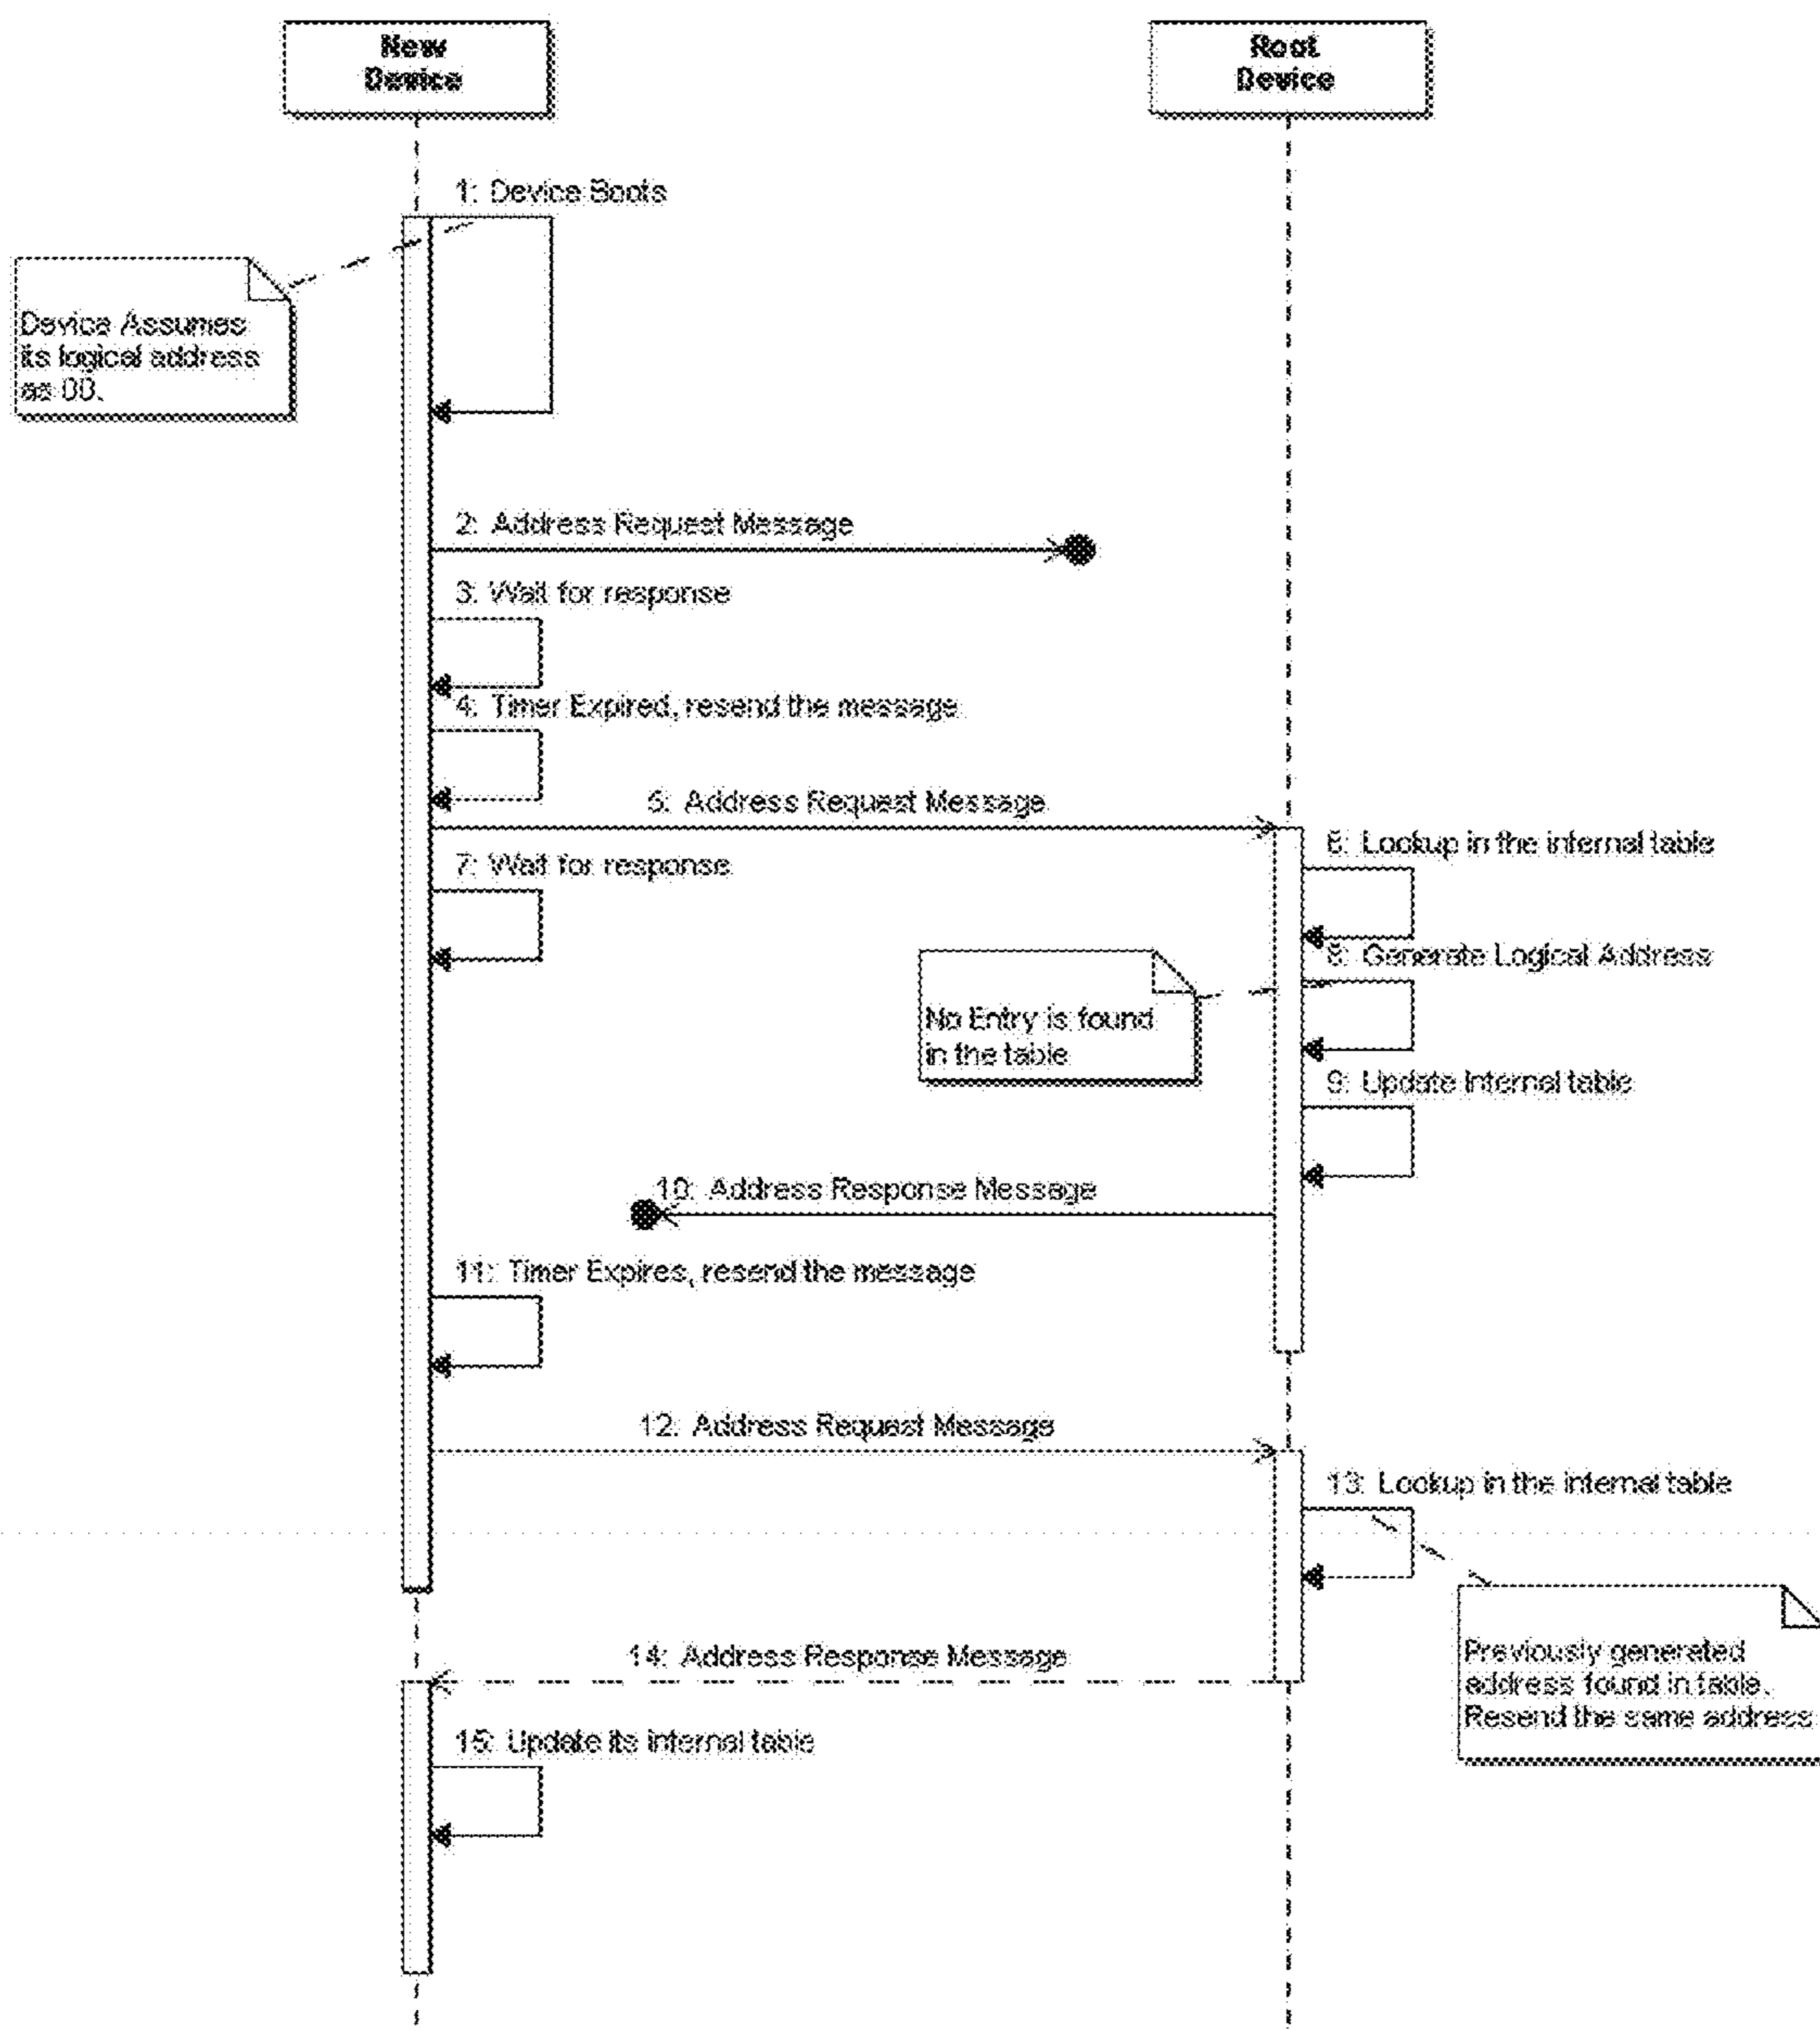 New
Device
Root
Device
1: Device Boots
Device Assumes
its logical address
as 00.
2: Address Request Message
3: Wait for response
4: Timer Expired, resend the message
5: Address Request Message
6: Lookup in the internal table
7: Wait for response
8: Generate Logical Address
No Entry is found
in the table
9: Update Internal table
10: Address Response Message
11: Timer Expires, resend the message
12: Address Request Message
13: Lookup in the internal table
14: Address Response Message
Previously generated
address found in table.
Resend the same address
15: Update its internal table